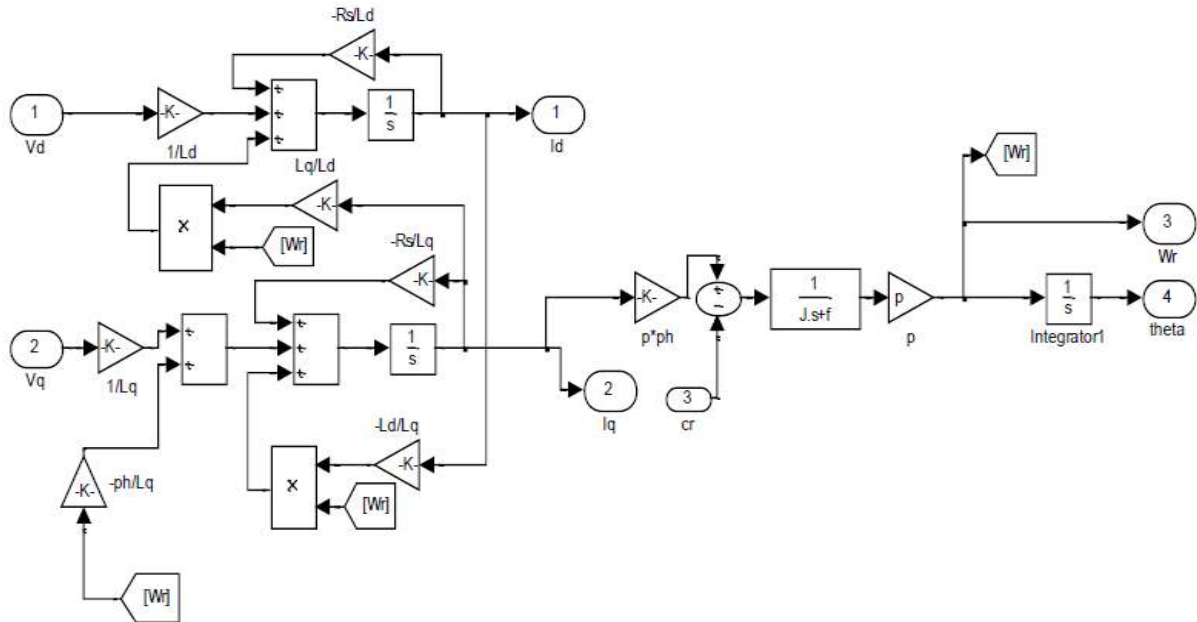 -Rs/Ld
-K-
1
Vd
-K-
1/Ld
+
+
+
1
s
1
Id
Lq/Ld
-K-
x
[Wr]
-Rs/Lq
-K-
2
Vq
-K-
1/Lq
+
+
+
+
+
1
s
2
Iq
-Ld/Lq
-K-
x
[Wr]
-ph/Lq
-K-
[Wr]
-K-
p*ph
+
-
3
cr
1
J.s+f
p
p
[Wr]
3
Wr
1
s
Integrator1
4
theta